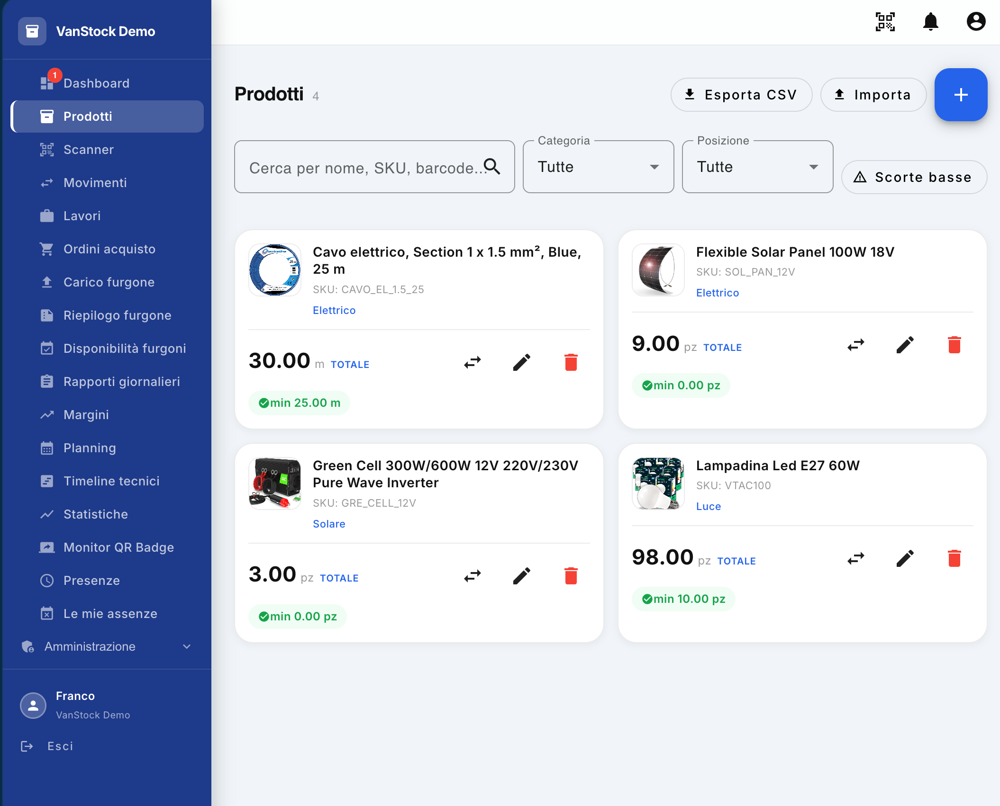 VanStock Demo
1
Dashboard
Prodotti
Scanner
Movimenti
Lavori
Ordini acquisto
Carico furgone
Riepilogo furgone
Disponibilità furgoni
Rapporti giornalieri
Margini
Planning
Timeline tecnici
Statistiche
Monitor QR Badge
Presenze
Le mie assenze
Amministrazione
Franco
VanStock Demo
Esci
Prodotti 4
Esporta CSV
Importa
Cerca per nome, SKU, barcode...
Categoria
Tutte
Posizione
Tutte
Scorte basse
Electraline
25 m
Cavo elettrico, Section 1 x 1.5 mm², Blue,
25 m
SKU: CAVO_EL_1.5_25
Elettrico
30.00 m TOTALE
min 25.00 m
Flexible Solar Panel 100W 18V
SKU: SOL_PAN_12V
Elettrico
9.00 pz TOTALE
min 0.00 pz
GC
Green Cell 300W/600W 12V 220V/230V
Pure Wave Inverter
SKU: GRE_CELL_12V
Solare
3.00 pz TOTALE
min 0.00 pz
Lampadina Led E27 60W
SKU: VTAC100
Luce
98.00 pz TOTALE
min 10.00 pz